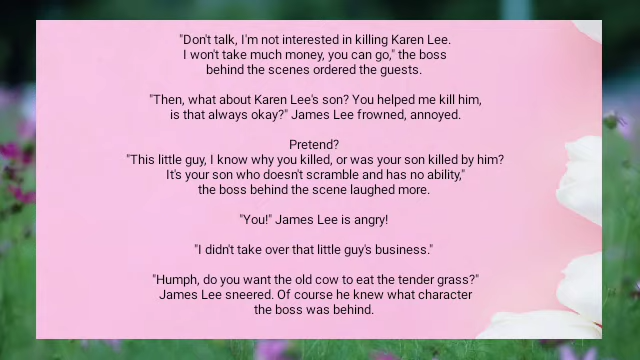 "Don't talk, I'm not interested in killing Karen Lee.
I won't take much money, you can go," the boss
behind the scenes ordered the guests.
"Then, what about Karen Lee's son? You helped me kill him,
is that always okay?" James Lee frowned, annoyed.
Pretend?
"This little guy, I know why you killed, or was your son killed by him?
It's your son who doesn't scramble and has no ability,"
the boss behind the scene laughed more.
"You!" James Lee is angry!
"I didn't take over that little guy's business."
"Humph, do you want the old cow to eat the tender grass?"
James Lee sneered. Of course he knew what character
the boss was behind.